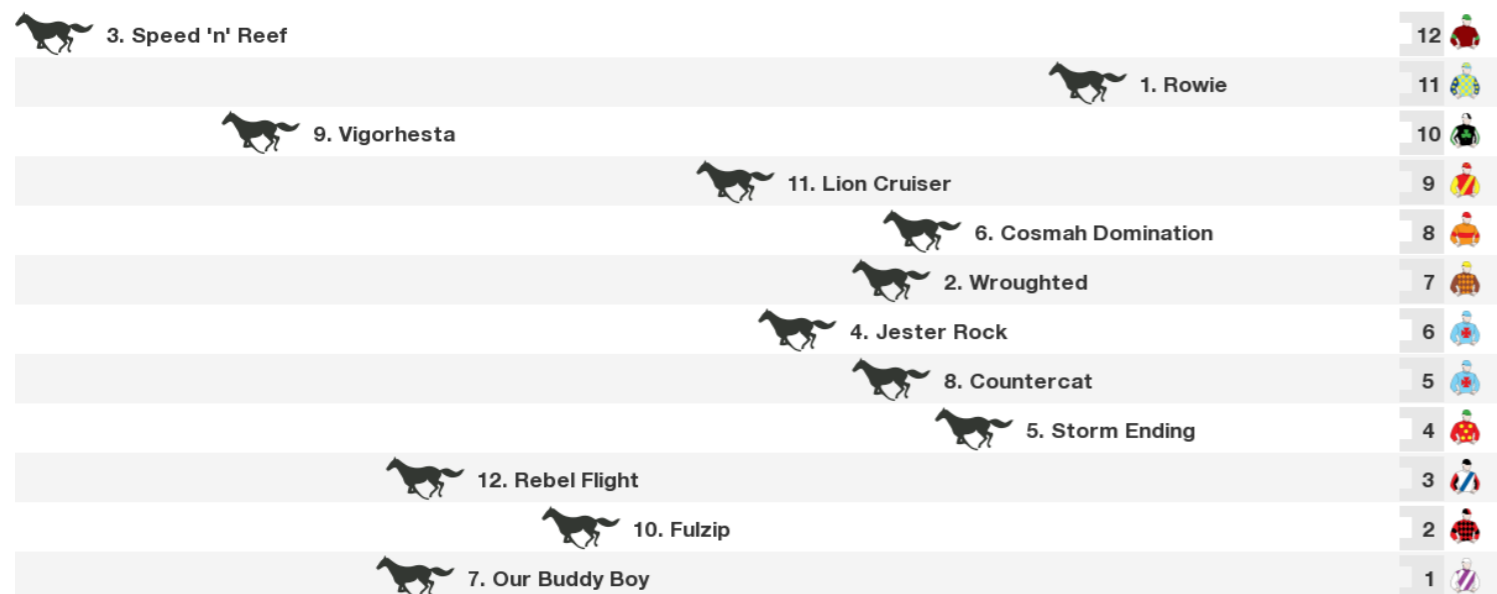 3. Speed 'n' Reef 12
1. Rowie 11
9. Vigorhesta 10
11. Lion Cruiser 9
6. Cosmah Domination 8
2. Wroughted 7
4. Jester Rock 6
8. Countercat 5
5. Storm Ending 4
12. Rebel Flight 3
10. Fulzip 2
7. Our Buddy Boy 1